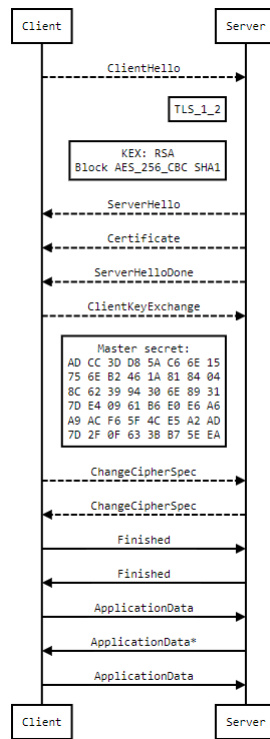 Client Server
ClientHello
TLS_1_2
KEX: RSA
Block AES_256_CBC SHA1
ServerHello
Certificate
ServerHelloDone
ClientKeyExchange
Master secret:
AD CC 3D D8 5A C6 6E 15
75 6E B2 46 1A 81 84 04
8C 62 39 94 30 6E 89 31
7D E4 09 61 B6 E0 E6 A6
A9 AC F6 5F 4C E5 A2 AD
7D 2F 0F 63 3B B7 5E EA
ChangeCipherSpec
ChangeCipherSpec
Finished
Finished
ApplicationData
ApplicationData*
ApplicationData
Client Server